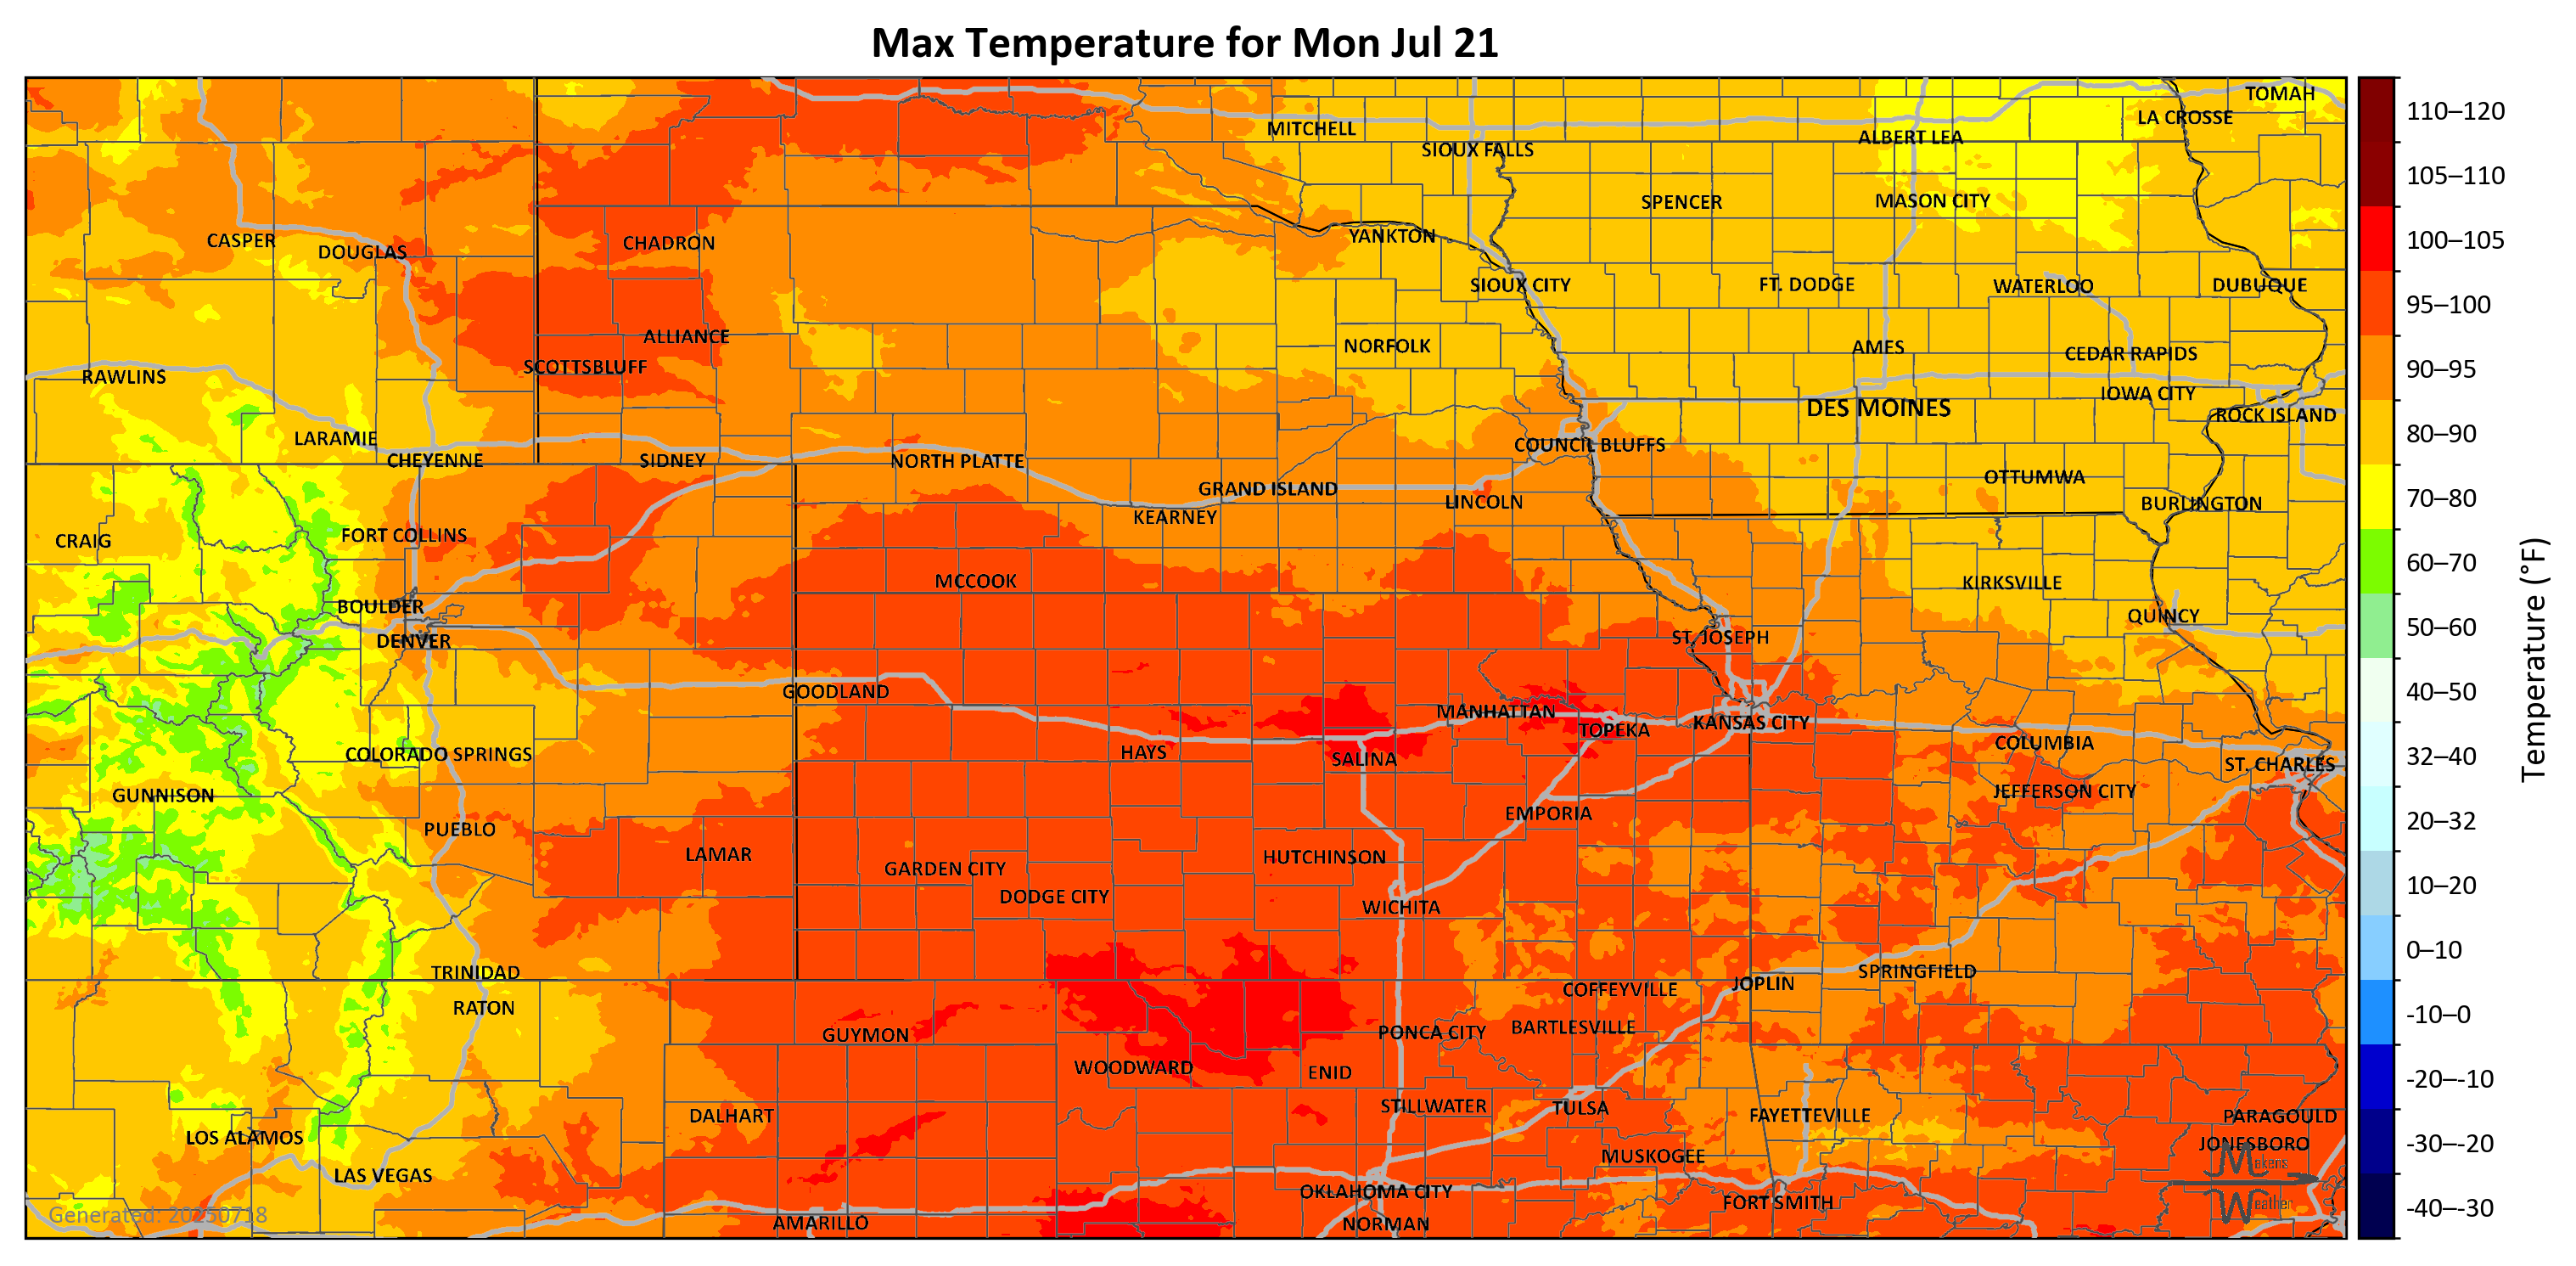 Max Temperature for Mon Jul 21
TOMAH
LA CROSSE
MITCHELL
ALBERT LEA
SIOUX FALLS
SPENCER
MASON CITY
CASPER
DOUGLAS
CHADRON
YANKTON
SIOUX CITY
FT. DODGE
WATERLOO
DUBUQUE
ALLIANCE
NORFOLK
AMES
CEDAR RAPIDS
SCOTTSBLUFF
RAWLINS
IOWA CITY
DES MOINES
ROCK ISLAND
LARAMIE
COUNCIL BLUFFS
CHEYENNE
SIDNEY
NORTH PLATTE
OTTUMWA
GRAND ISLAND
LINCOLN
BURLINGTON
KEARNEY
CRAIG
FORT COLLINS
MCCOOK
KIRKSVILLE
BOULDER
QUINCY
DENVER
ST. JOSEPH
GOODLAND
MANHATTAN
TOPEKA
KANSAS CITY
COLUMBIA
COLORADO SPRINGS
HAYS
SALINA
ST. CHARLES
GUNNISON
JEFFERSON CITY
EMPORIA
PUEBLO
LAMAR
HUTCHINSON
GARDEN CITY
DODGE CITY
WICHITA
TRINIDAD
SPRINGFIELD
JOPLIN
COFFEYVILLE
RATON
GUYMON
PONCA CITY
BARTLESVILLE
WOODWARD
ENID
STILLWATER
TULSA
DALHART
FAYETTEVILLE
PARAGOULD
LOS ALAMOS
JONESBORO
MUSKOGEE
LAS VEGAS
OKLAHOMA CITY
FORT SMITH
AMARILLO
NORMAN
Makens
Weather
Generated: 20250718
110–120
105–110
100–105
95–100
90–95
80–90
70–80
60–70
50–60
40–50
32–40
20–32
10–20
0–10
-10–0
-20–-10
-30–-20
-40–-30
Temperature (°F)